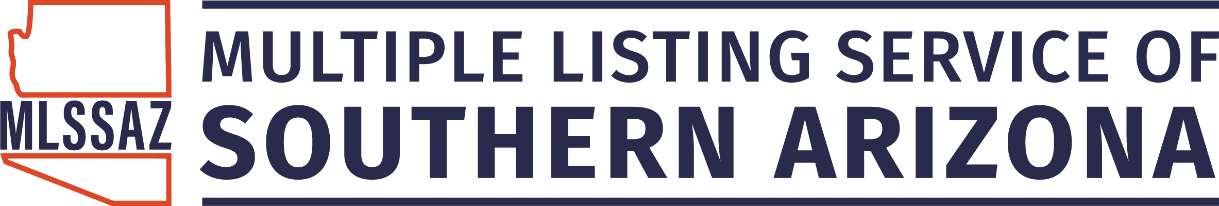 MLSSAZ
MULTIPLE LISTING SERVICE OF
SOUTHERN ARIZONA